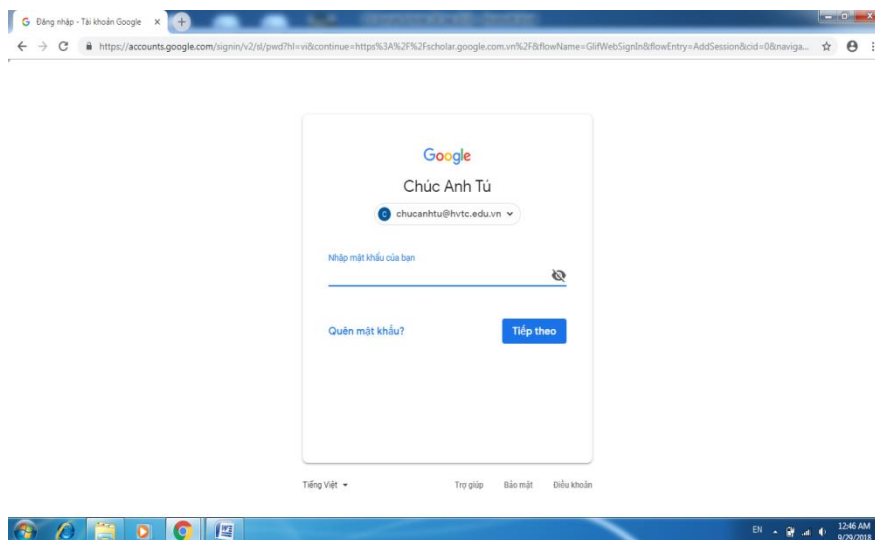 Đăng nhập - Tài khoản Google
https://accounts.google.com/signin/v2/sl/pwd?hl=vi&continue=https%3A%2F%2Fscholar.google.com.vn%2F&flowName=GlifWebSignIn&flowEntry=AddSession&cid=0&naviga...
Google
Chúc Anh Tú
C chucanhtu@hvtc.edu.vn
Nhập mật khẩu của bạn
Quên mật khẩu?
Tiếp theo
Tiếng Việt
Trợ giúp
Bảo mật
Điều khoản
EN
12:46 AM
9/29/2018